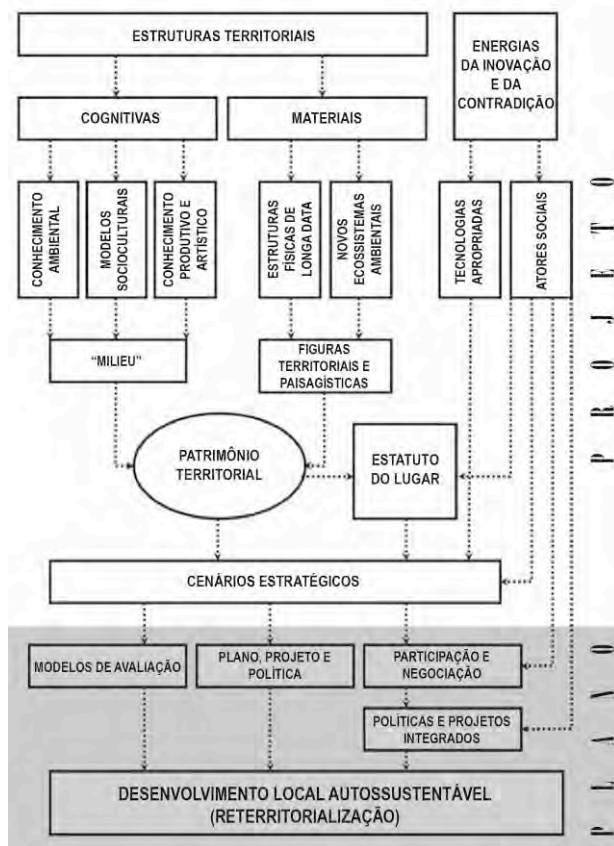 ESTRUTURAS TERRITORIAIS
ENERGIAS
DA INOVAÇÃO
E DA
CONTRADIÇÃO
COGNITIVAS
MATERIAIS
CONHECIMENTO
AMBIENTAL
MODELOS
SOCIOCULTURAIS
CONHECIMENTO
PRODUTIVO E
ARTÍSTICO
ESTRUTURAS
FÍSICAS DE
LONGA DATA
NOVOS
ECOSSISTEMAS
AMBIENTAIS
TECNOLOGIAS
APROPRIADAS
ATORES SOCIAIS
PROJETO
“MILIEU”
FIGURAS
TERRITORIAIS E
PAISAGÍSTICAS
PATRIMÔNIO
TERRITORIAL
ESTATUTO
DO LUGAR
CENÁRIOS ESTRATÉGICOS
MODELOS DE AVALIAÇÃO
PLANO, PROJETO E
POLÍTICA
PARTICIPAÇÃO E
NEGOCIAÇÃO
POLÍTICAS E PROJETOS
INTEGRADOS
PLANO
DESENVOLVIMENTO LOCAL AUTOSSUSTENTÁVEL
(RETERRITORIALIZAÇÃO)